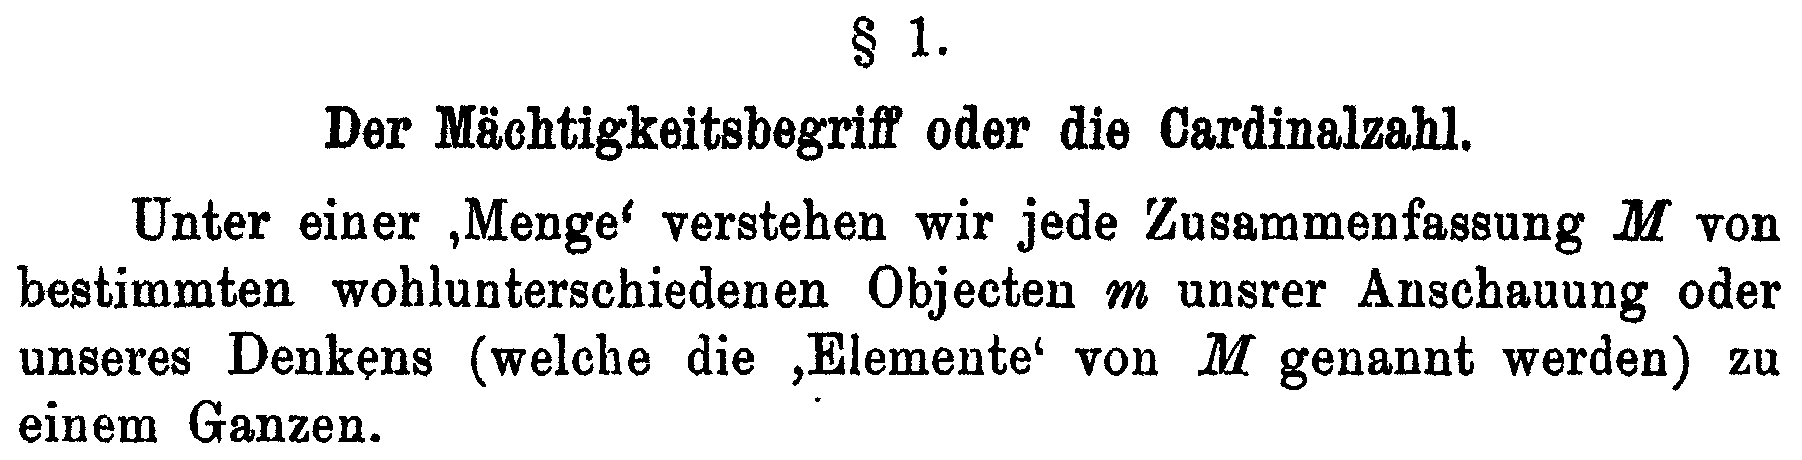 § 1.
Der Mächtigkeitsbegriff oder die Cardinalzahl.
Unter einer ‚Menge‘ verstehen wir jede Zusammenfassung M von
bestimmten wohlunterschiedenen Objecten m unsrer Anschauung oder
unseres Denkens (welche die ‚Elemente‘ von M genannt werden) zu
einem Ganzen.